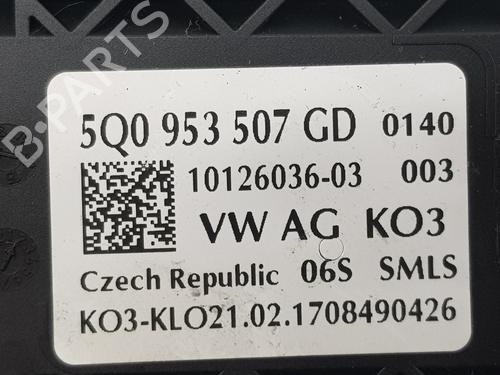 5Q0 953 507 GD 0140
10126036-03 003
VW AG KO3
Czech Republic 06S SMLS
KO3-KLO21.02.1708490426
B-PARTS